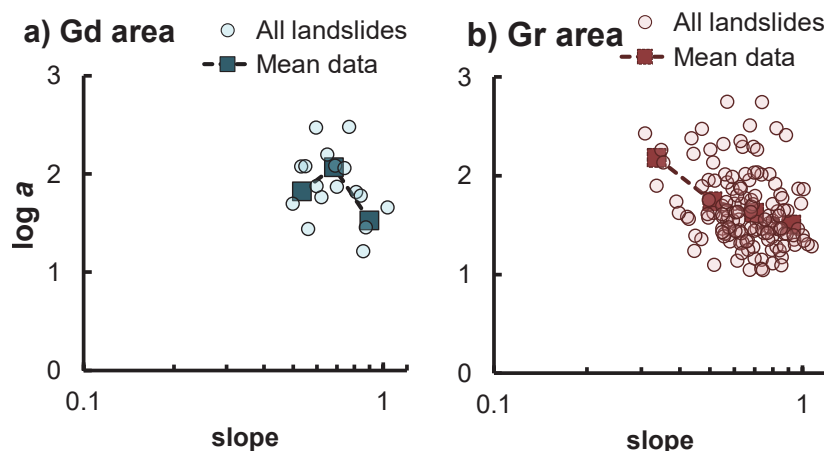 a) Gd area
All landslides
Mean data
3
2
1
0
log a
0.1
1
slope
b) Gr area
All landslides
Mean data
3
2
1
0
0.1
1
slope